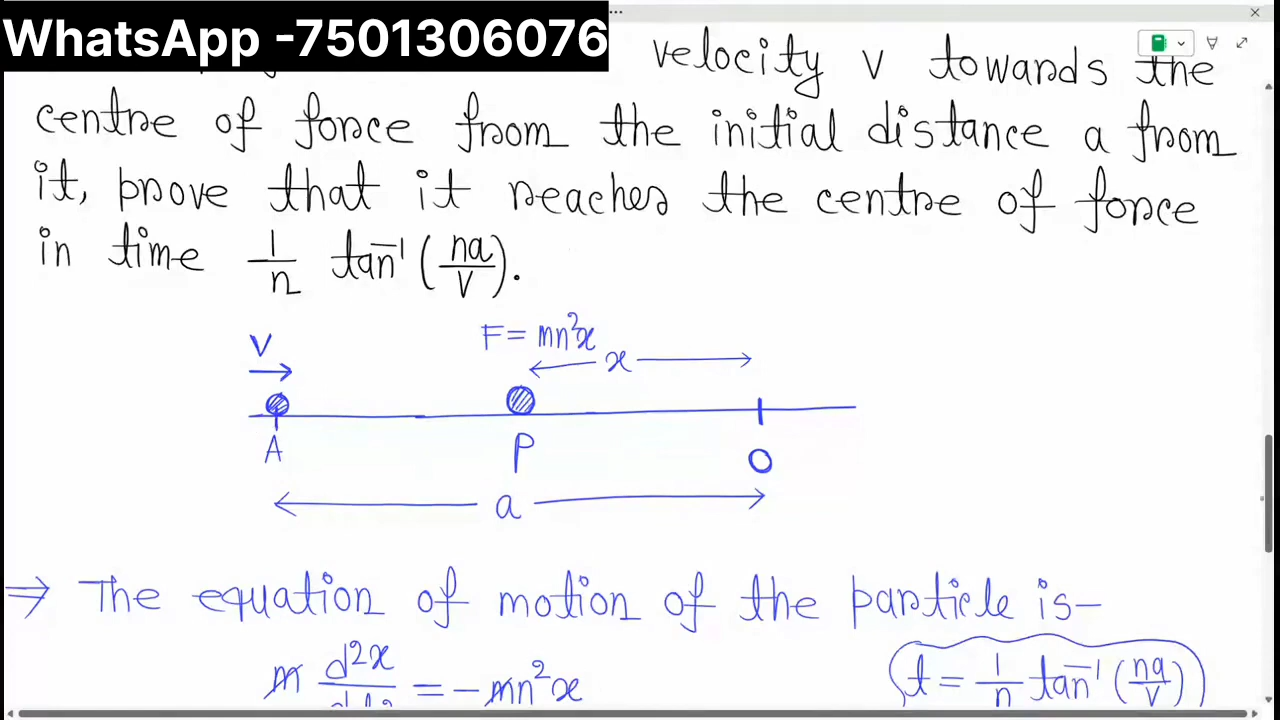 WhatsApp -7501306076
velocity v towards the
centre of force from the initial distance a from
it, prove that it reaches the centre of force
in time 1/n tan⁻¹ (na/V).
V
F = mn²x
x
A P O
a
⇒ The equation of motion of the particle is-
m d²x = -mn²x
t = 1/n tan⁻¹ (na/V)